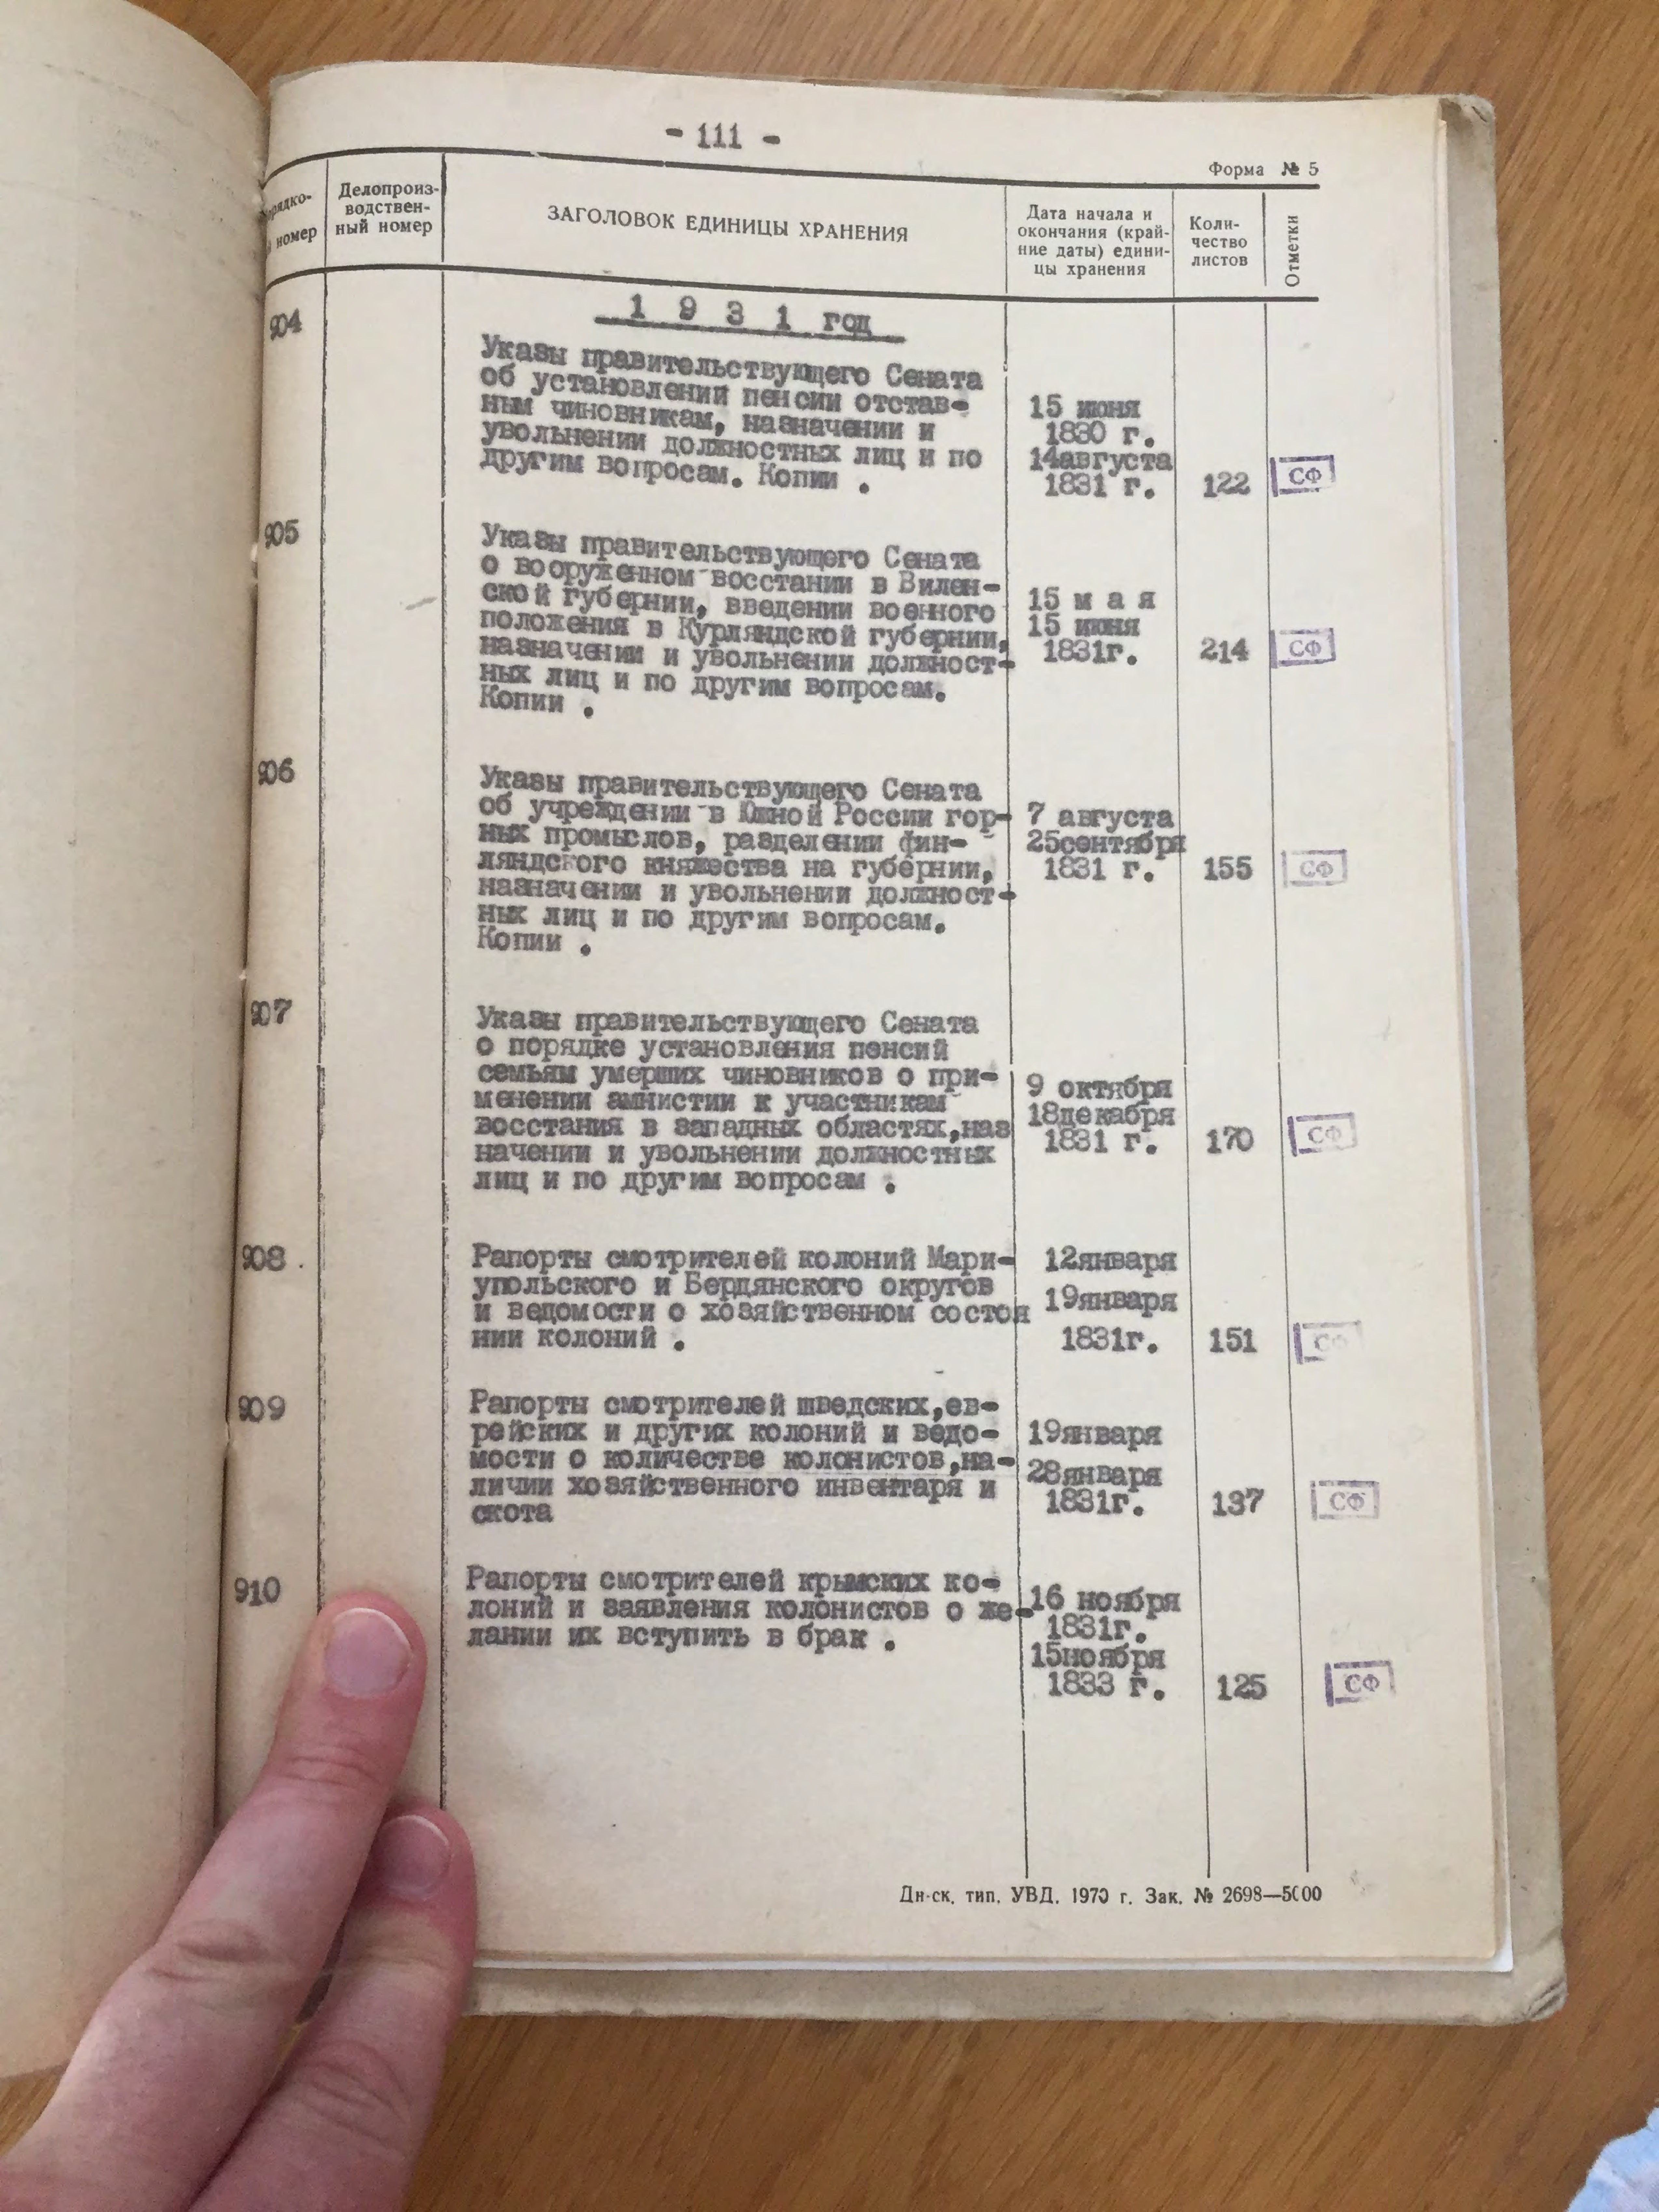 - 111 -
Форма № 5
номер
Делопроиз-
водствен-
ный номер
ЗАГОЛОВОК ЕДИНИЦЫ ХРАНЕНИЯ
Дата начала и
окончания (край-
ние даты) едини-
цы хранения
Коли-
чество
листов
Отметки
1 9 3 1 год
904
Указы правительствующего Сената
об установлений пенсии отстав-
ным чиновникам, назначении и
увольнении должностных лиц и по
другим вопросам. Копии .
15 июня
1830 г.
14августа
1831 г.
122
СФ
905
Указы правительствующего Сената
о вооруженном восстании в Вилен-
ской губернии, введении военного
положения в Курляндской губернии,
назначении и увольнении должност-
ных лиц и по другим вопросам.
Копии .
15 м а я
15 июня
1831г.
214
СФ
906
Указы правительствующего Сената
об учреждении в Южной России гор-
ных промыслов, разделении фин-
ляндского княжества на губернии,
назначении и увольнении должност-
ных лиц и по другим вопросам.
Копии .
7 августа
25сентября
1831 г.
155
СФ
907
Указы правительствующего Сената
о порядке установления пенсий
семьям умерших чиновников о при-
менении амнистии к участникам
восстания в западных областях,наз
начении и увольнении должностных
лиц и по другим вопросам .
9 октября
18декабря
1831 г.
170
СФ
908
Рапорты смотрителей колоний Мари-
упольского и Бердянского округов
и ведомости о хозяйственном состоя
нии колоний .
12января
19января
1831г.
151
СФ
909
Рапорты смотрителей шведских,ев-
рейских и других колоний и ведо-
мости о количестве колонистов,на-
личии хозяйственного инвентаря и
скота
19января
28января
1831г.
137
СФ
910
Рапорты смотрителей крымских ко-
лоний и заявления колонистов о же-
лании их вступить в брак .
16 ноября
1831г.
15ноября
1833 г.
125
СФ
Дн-ск. тип. УВД. 1970 г. Зак. № 2698—5000